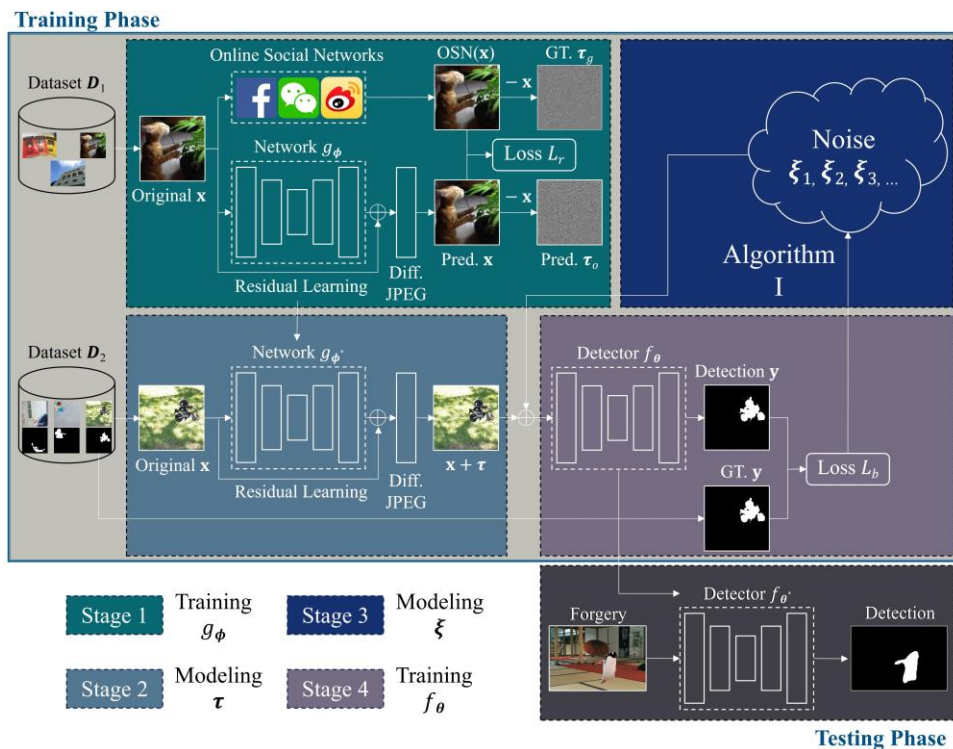 Training Phase
Dataset D₁
Online Social Networks
OSN(x)
GT. τg
− x
Original x
Network gϕ
Loss Lr
− x
Residual Learning
Diff.
JPEG
Pred. x
Pred. τo
Noise
ξ₁, ξ₂, ξ₃, ...
Algorithm
I
Dataset D₂
Original x
Network gϕ*
Residual Learning
Diff.
JPEG
x + τ
Detector fθ
Detection y
GT. y
Loss Lb
Stage 1
Training
gϕ
Stage 3
Modeling
ξ
Stage 2
Modeling
τ
Stage 4
Training
fθ
Forgery
Detector fθ*
Detection
Testing Phase